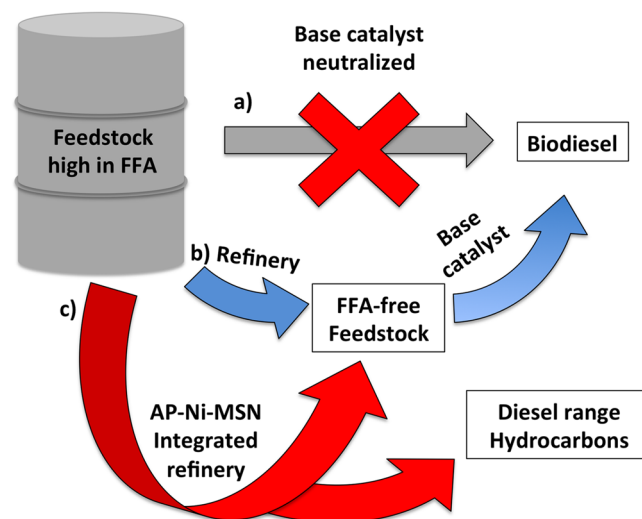 Base catalyst
neutralized
a)
Feedstock
high in FFA
Biodiesel
b) Refinery
Base
catalyst
c)
FFA-free
Feedstock
AP-Ni-MSN
Integrated
refinery
Diesel range
Hydrocarbons